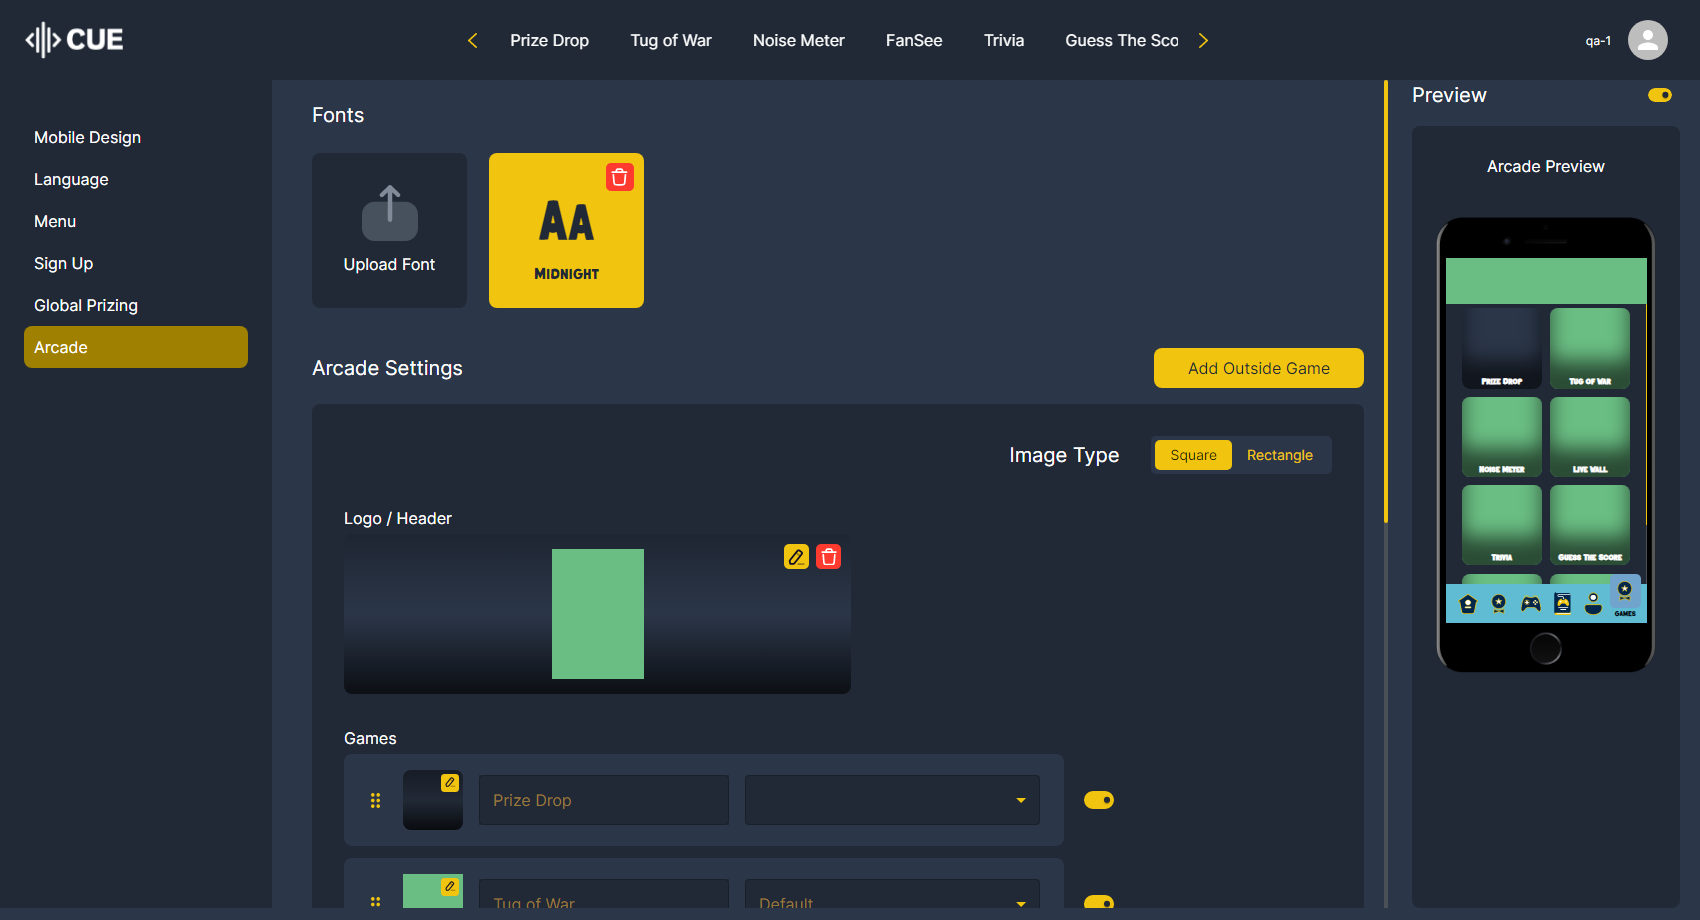 CUE
Prize Drop
Tug of War
Noise Meter
FanSee
Trivia
Guess The Sco
qa-1
Mobile Design
Language
Menu
Sign Up
Global Prizing
Arcade
Fonts
Upload Font
AA
MIDNIGHT
Arcade Settings
Add Outside Game
Image Type
Square
Rectangle
Logo / Header
Games
Prize Drop
Tug of War
Default
Preview
Arcade Preview
PRIZE DROP
TUG OF WAR
NOISE METER
LIVE WALL
TRIVIA
GUESS THE SCORE
GAMES